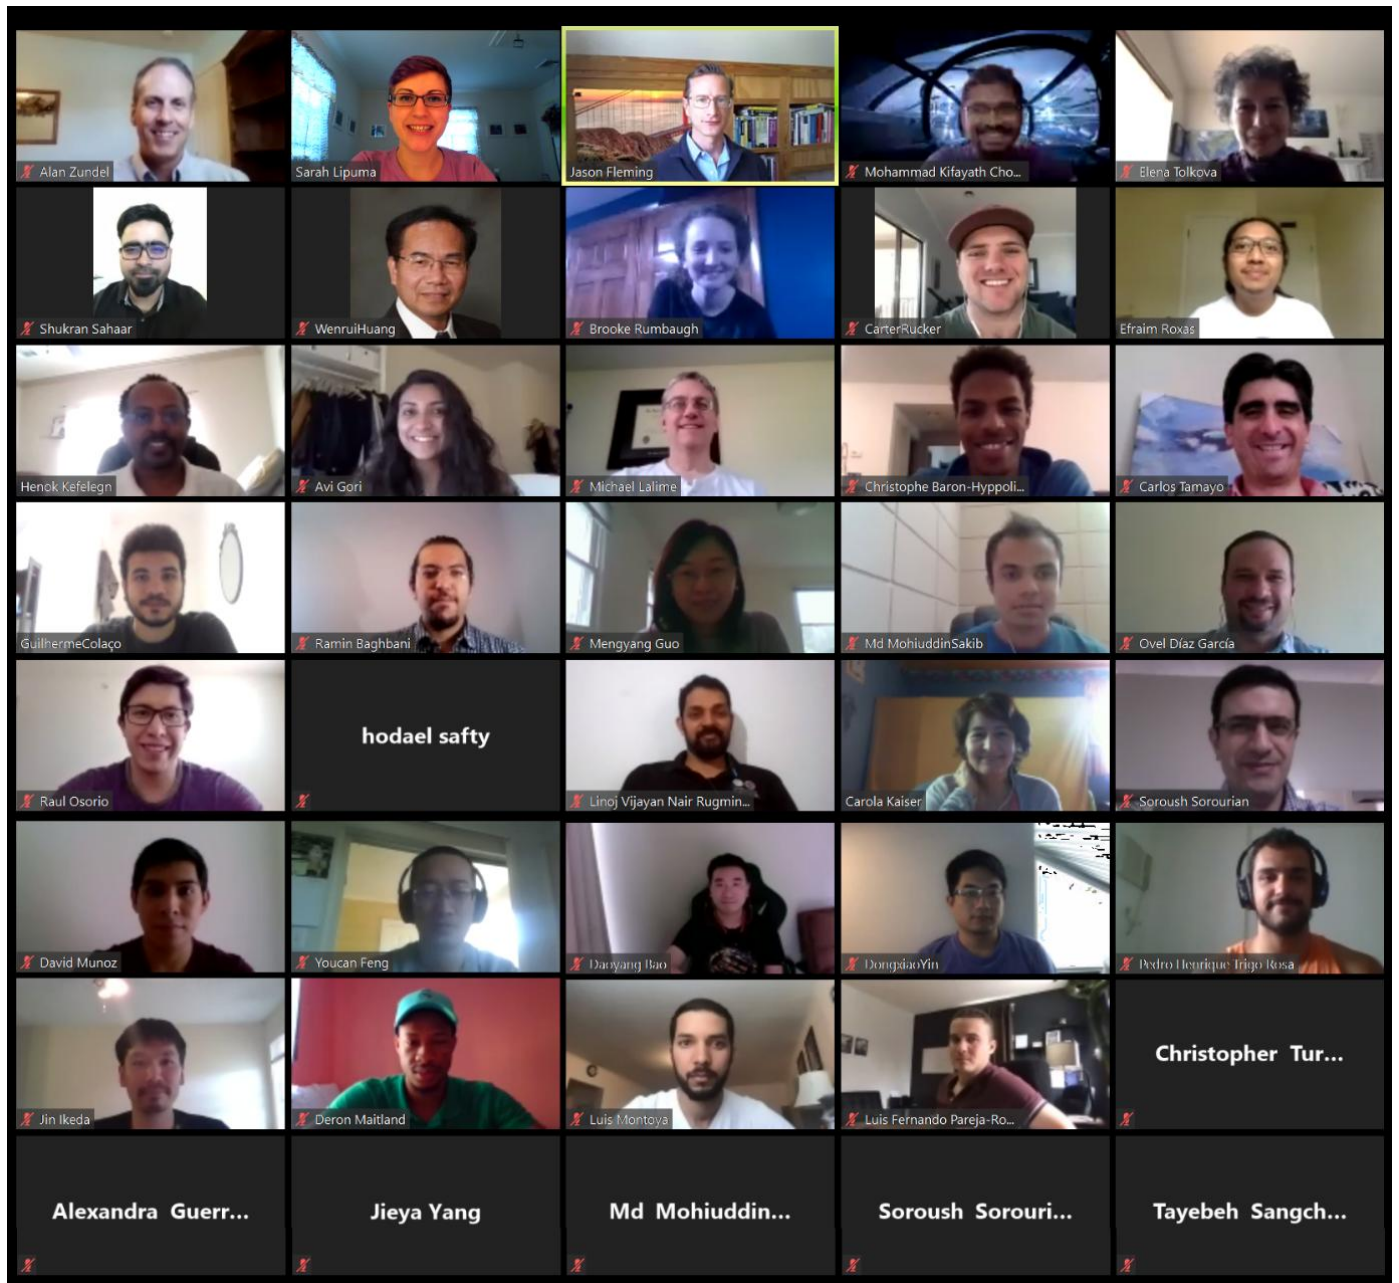 Alan Zundel
Sarah Lipuma
Jason Fleming
Mohammad Kifayath Cho...
Elena Tolkova
Shukran Sahaar
WenruiHuang
Brooke Rumbaugh
CarterRucker
Efraim Roxas
Henok Kefelegn
Avi Gori
Michael Lalime
Christophe Baron-Hyppoli...
Carlos Tamayo
GuilhermeColaço
Ramin Baghbani
Mengyang Guo
Md MohiuddinSakib
Ovel Díaz García
Raul Osorio
hodael safty
Linoj Vijayan Nair Rugmin...
Carola Kaiser
Soroush Sorourian
David Munoz
Youcan Feng
Daoyang Bao
DongxiaoYin
Pedro Henrique Trigo Rosa
Jin Ikeda
Deron Maitland
Luis Montoya
Luis Fernando Pareja-Ro...
Christopher Tur...
Alexandra Guerr...
Jieya Yang
Md Mohiuddin...
Soroush Sorouri...
Tayebeh Sangch...